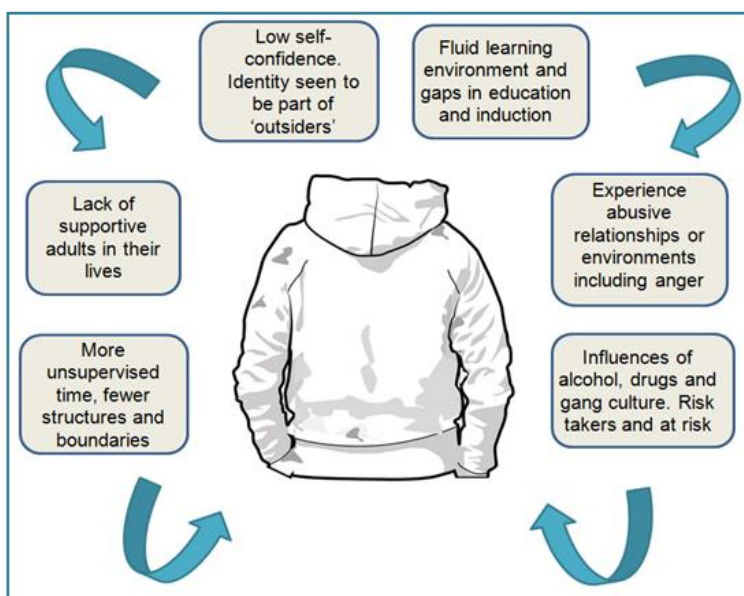 Low self-
confidence.
Identity seen to
be part of
‘outsiders’
Fluid learning
environment and
gaps in education
and induction
Lack of
supportive
adults in their
lives
Experience
abusive
relationships or
environments
including anger
More
unsupervised
time, fewer
structures and
boundaries
Influences of
alcohol, drugs and
gang culture. Risk
takers and at risk